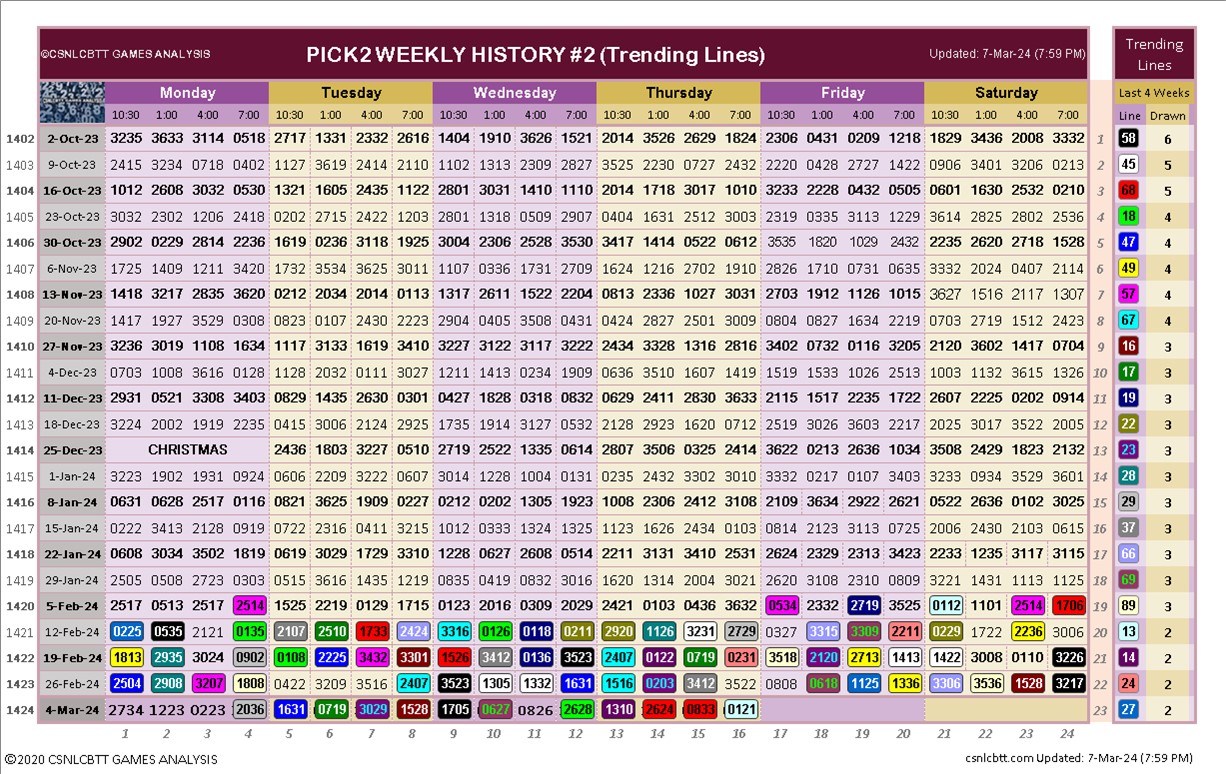 ©CSNLCBTT GAMES ANALYSIS PICK2 WEEKLY HISTORY #2 (Trending Lines) Updated: 7-Mar-24 (7:59 PM) Trending Lines
Monday Tuesday Wednesday Thursday Friday Saturday Last 4 Weeks
10:30 1:00 4:00 7:00 10:30 1:00 4:00 7:00 10:30 1:00 4:00 7:00 10:30 1:00 4:00 7:00 10:30 1:00 4:00 7:00 10:30 1:00 4:00 7:00 Line Drawn
1402 2-Oct-23 3235 3633 3114 0518 2717 1331 2332 2616 1404 1910 3626 1521 2014 3526 2629 1824 2306 0431 0209 1218 1829 3436 2008 3332 1 58 6
1403 9-Oct-23 2415 3234 0718 0402 1127 3619 2414 2110 1102 1313 2309 2827 3525 2230 0727 2432 2220 0428 2727 1422 0906 3401 3206 0213 2 45 5
1404 16-Oct-23 1012 2608 3032 0530 1321 1605 2435 1122 2801 3031 1410 1110 2014 1718 3017 1010 3233 2228 0432 0505 0601 1630 2532 0210 3 68 5
1405 23-Oct-23 3032 2302 1206 2418 0202 2715 2422 1203 2801 1318 0509 2907 0404 1631 2512 3003 2319 0335 3113 1229 3614 2825 2802 2536 4 18 4
1406 30-Oct-23 2902 0229 2814 2236 1619 0236 3118 1925 3004 2306 2528 3530 3417 1414 0522 0612 3535 1820 1029 2432 2235 2620 2718 1528 5 47 4
1407 6-Nov-23 1725 1409 1211 3420 1732 3534 3625 3011 1107 0336 1731 2709 1624 1216 2702 1910 2826 1710 0731 0635 3332 2024 0407 2114 6 49 4
1408 13-Nov-23 1418 3217 2835 3620 0212 2034 2014 0113 1317 2611 1522 2204 0813 2336 1027 3031 2703 1912 1126 1015 3627 1516 2117 1307 7 57 4
1409 20-Nov-23 1417 1927 3529 0308 0823 0107 2430 2223 2904 0405 3508 0431 0424 2827 2501 3009 0804 0827 1634 2219 0703 2719 1512 2423 8 67 4
1410 27-Nov-23 3236 3019 1108 1634 1117 3133 1619 3410 3227 3122 3117 3222 2434 3328 1316 2816 3402 0732 0116 3205 2120 3602 1417 0704 9 16 3
1411 4-Dec-23 0703 1008 3616 0128 1128 2032 0111 3027 1211 1413 0234 1909 0636 3510 1607 1419 1519 1533 1026 2513 1003 1132 3615 1326 10 17 3
1412 11-Dec-23 2931 0521 3308 3403 0829 1435 2630 0301 0427 1828 0318 0832 0629 2411 2830 3633 2115 1517 2235 1722 2607 2225 0202 0914 11 19 3
1413 18-Dec-23 3224 2002 1919 2235 0415 3006 2124 2923 1735 1914 3127 0532 2128 2923 1620 0712 2519 3026 3603 2217 2025 3017 3522 2005 12 22 3
1414 25-Dec-23 CHRISTMAS 2436 1803 3227 0510 2719 2522 1335 0614 2807 3506 0325 2414 3622 0213 2636 1034 3508 2429 1823 2132 13 23 3
1415 1-Jan-24 3223 1902 1931 0924 0606 2209 3222 0607 3014 1228 1004 0131 0235 2432 3302 3010 3332 0217 0107 3403 3233 0934 3529 3601 14 28 3
1416 8-Jan-24 0631 0628 2517 0116 0821 3625 1909 0227 0212 0202 1305 1923 1008 2306 2412 3108 2109 3634 2922 2621 0522 2636 0102 3025 15 29 3
1417 15-Jan-24 0222 3413 2128 0919 0722 2316 0411 3215 1012 0333 1324 1325 1123 1626 2434 0103 0814 2123 3113 0725 2006 2430 2103 0615 16 37 3
1418 22-Jan-24 0608 3034 3502 1819 0619 3029 1729 3310 1228 0627 2608 0514 2211 3131 3410 2531 2624 2329 2313 3423 2233 1235 3117 3115 17 66 3
1419 29-Jan-24 2505 0508 2723 0303 0515 3616 1435 1219 0835 0419 0832 3016 1620 1314 2004 3021 2620 3108 2310 0809 3221 1431 1113 1125 18 69 3
1420 5-Feb-24 2517 0513 2517 2514 1525 2219 0129 1715 0123 2016 0309 2029 2421 0103 0436 3632 0534 2332 2719 3525 0112 1101 2514 1706 19 89 3
1421 12-Feb-24 0225 0535 2121 0135 2107 2510 1733 2424 3316 0126 0118 0211 2920 1126 3231 2729 0327 3315 3309 2211 0229 1722 2236 3006 20 13 2
1422 19-Feb-24 1813 2935 3024 0902 0108 2225 3432 3301 1526 3412 0136 3523 2407 0122 0719 0231 3518 2120 2713 1413 1422 3008 0110 3226 21 14 2
1423 26-Feb-24 2504 2908 3207 1808 0422 3209 3516 2407 3523 1305 1332 1631 1516 0203 3412 3522 0808 0618 1125 1336 3306 3536 1528 3217 22 24 2
1424 4-Mar-24 2734 1223 0223 2036 1631 0719 3029 1528 1705 0627 0826 2628 1310 2624 0833 0121 23 27 2
1 2 3 4 5 6 7 8 9 10 11 12 13 14 15 16 17 18 19 20 21 22 23 24
©2020 CSNLCBTT GAMES ANALYSIS csnlcbtt.com Updated: 7-Mar-24 (7:59 PM)